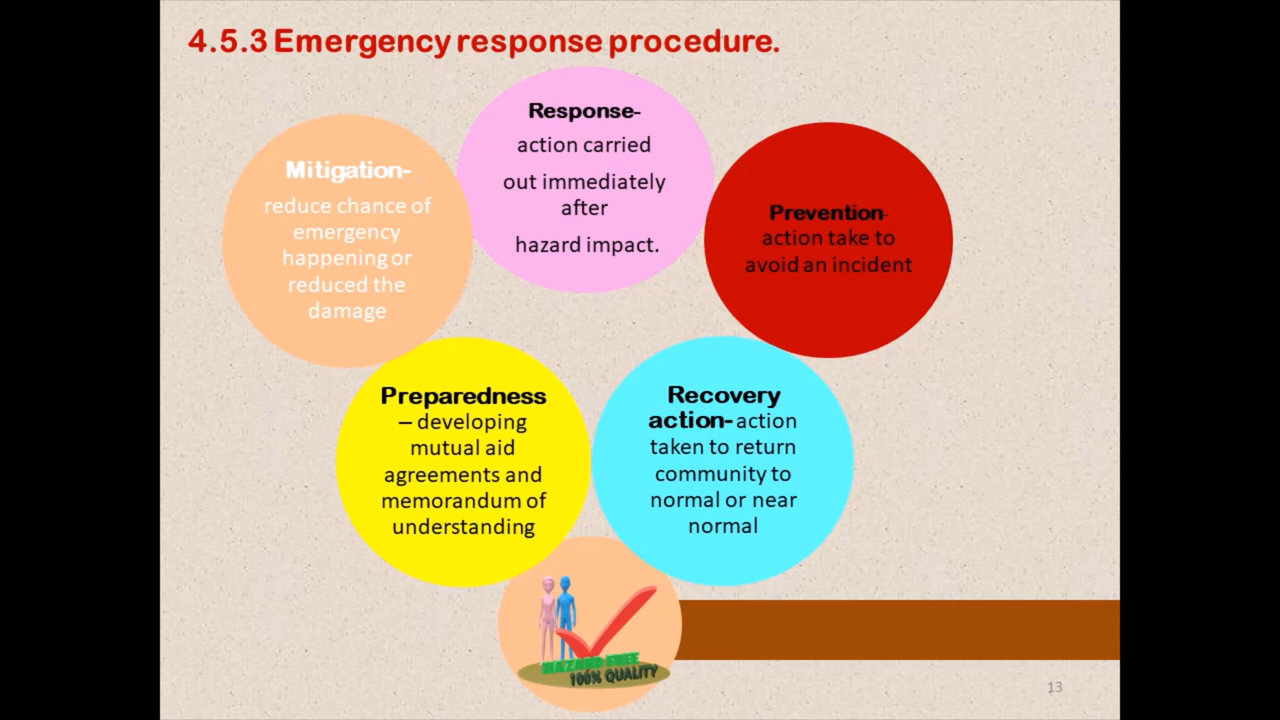 4.5.3 Emergency response procedure.
Response-
action carried
out immediately
after
hazard impact.
Mitigation-
reduce chance of
emergency
happening or
reduced the
damage
Prevention-
action take to
avoid an incident
Preparedness
– developing
mutual aid
agreements and
memorandum of
understanding
Recovery
action- action
taken to return
community to
normal or near
normal
HAZARD FREE
100% QUALITY
13